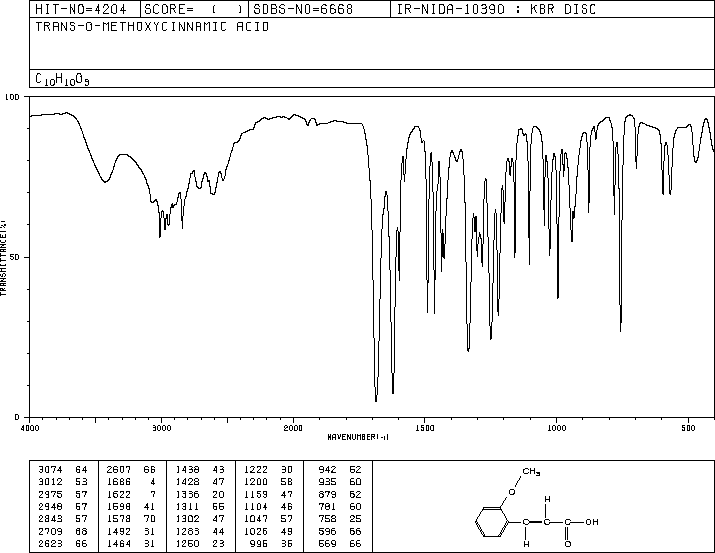 HIT-NO=4204 SCORE= ( ) SDBS-NO=6668 IR-NIDA-10390 : KBR DISC
TRANS-O-METHOXYCINNAMIC ACID
C10H10O3
100
50
0
TRANSMITTANCE(%)
4000 3000 2000 1500 1000 500
WAVENUMBER(-1)
3074 64 2607 66 1438 43 1222 30 942 52
3012 53 1686 4 1428 47 1200 58 935 60
2975 57 1622 7 1336 20 1159 47 879 62
2948 57 1598 41 1311 55 1104 46 781 60
2843 57 1578 70 1302 47 1047 57 758 25
2709 68 1492 31 1283 44 1026 49 596 66
2623 66 1464 31 1250 23 996 35 569 66
CH3
O
H
C C C OH
H O